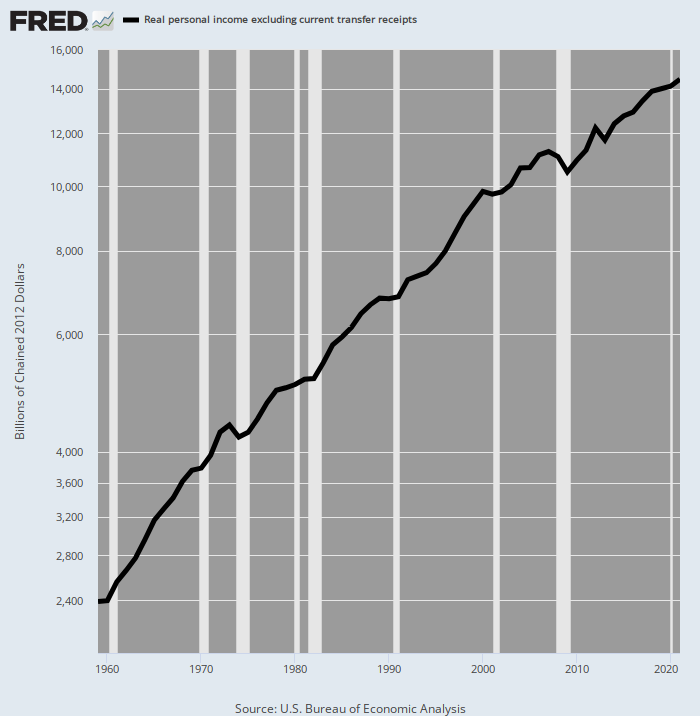 FRED
Real personal income excluding current transfer receipts
16,000
14,000
12,000
10,000
8,000
6,000
4,000
3,600
3,200
2,800
2,400
Billions of Chained 2012 Dollars
1960 1970 1980 1990 2000 2010 2020
Source: U.S. Bureau of Economic Analysis